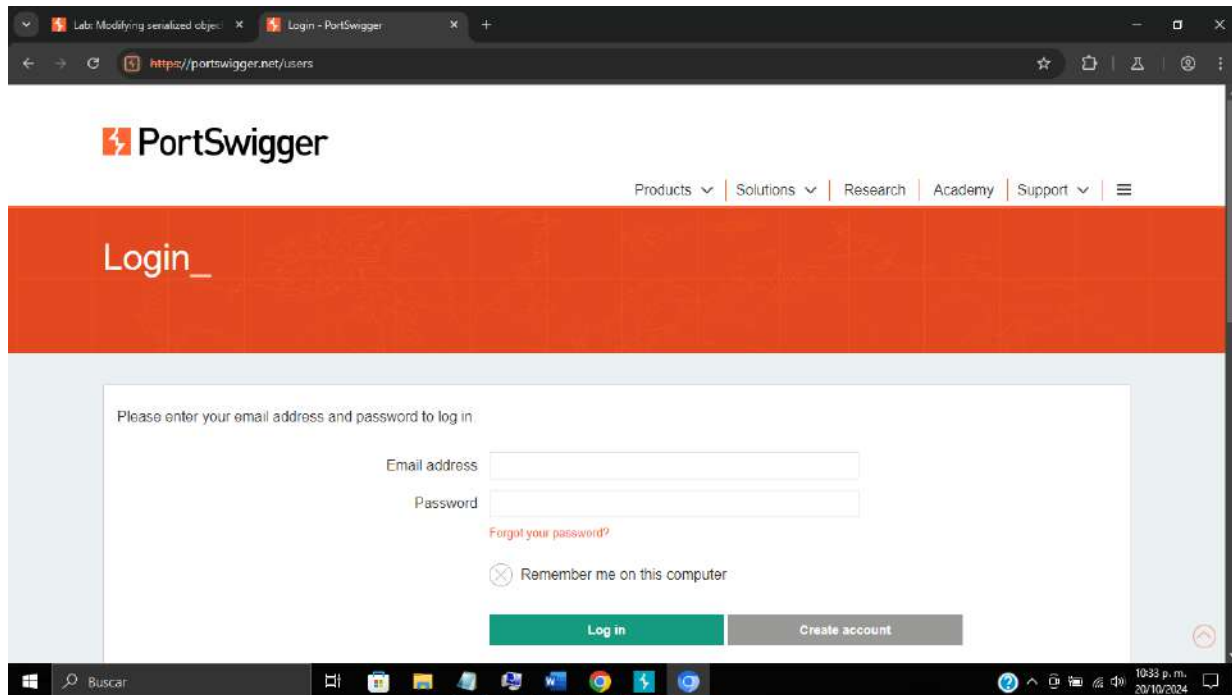 Lab: Modifying serialized objec
Login - PortSwigger
https://portswigger.net/users
PortSwigger
Products
Solutions
Research
Academy
Support
Login_
Please enter your email address and password to log in.
Email address
Password
Forgot your password?
Remember me on this computer
Log in
Create account
Buscar
10:33 p. m.
20/10/2024